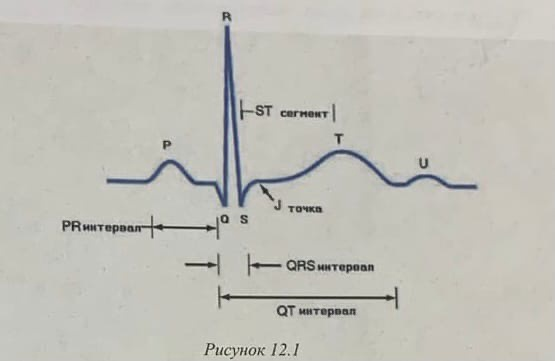 R
ST сегмент
P
T
U
Q
S
J точка
PR интервал
QRS интервал
QT интервал
Рисунок 12.1